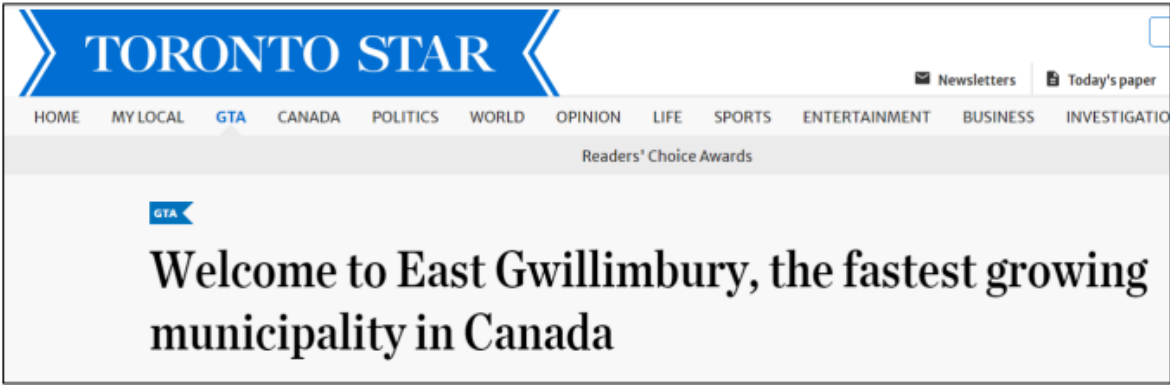 TORONTO STAR
Newsletters Today's paper
HOME MY LOCAL GTA CANADA POLITICS WORLD OPINION LIFE SPORTS ENTERTAINMENT BUSINESS INVESTIGATIO
Readers' Choice Awards
GTA
Welcome to East Gwillimbury, the fastest growing
municipality in Canada